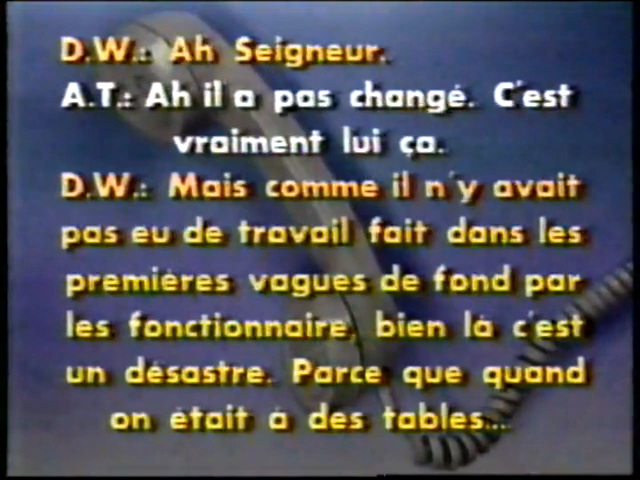 D.W.: Ah Seigneur.
A.T.: Ah il a pas changé. C'est
vraiment lui ça.
D.W.: Mais comme il n'y avait
pas eu de travail fait dans les
premières vagues de fond par
les fonctionnaire, bien là c'est
un désastre. Parce que quand
on était à des tables...